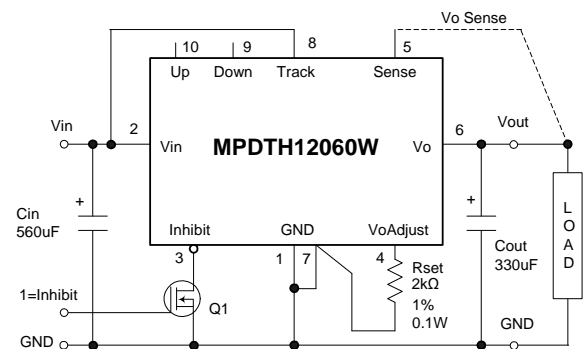 Vo Sense
10 9 8 5
Up Down Track Sense
Vin 2 6 Vout
Vin MPDTH12060W Vo
+ +
Cin
560uF
Inhibit GND VoAdjust
3 1 7 4
Cout
330uF
LOAD
Rset
2kΩ
1%
0.1W
1=Inhibit
Q1
GND GND